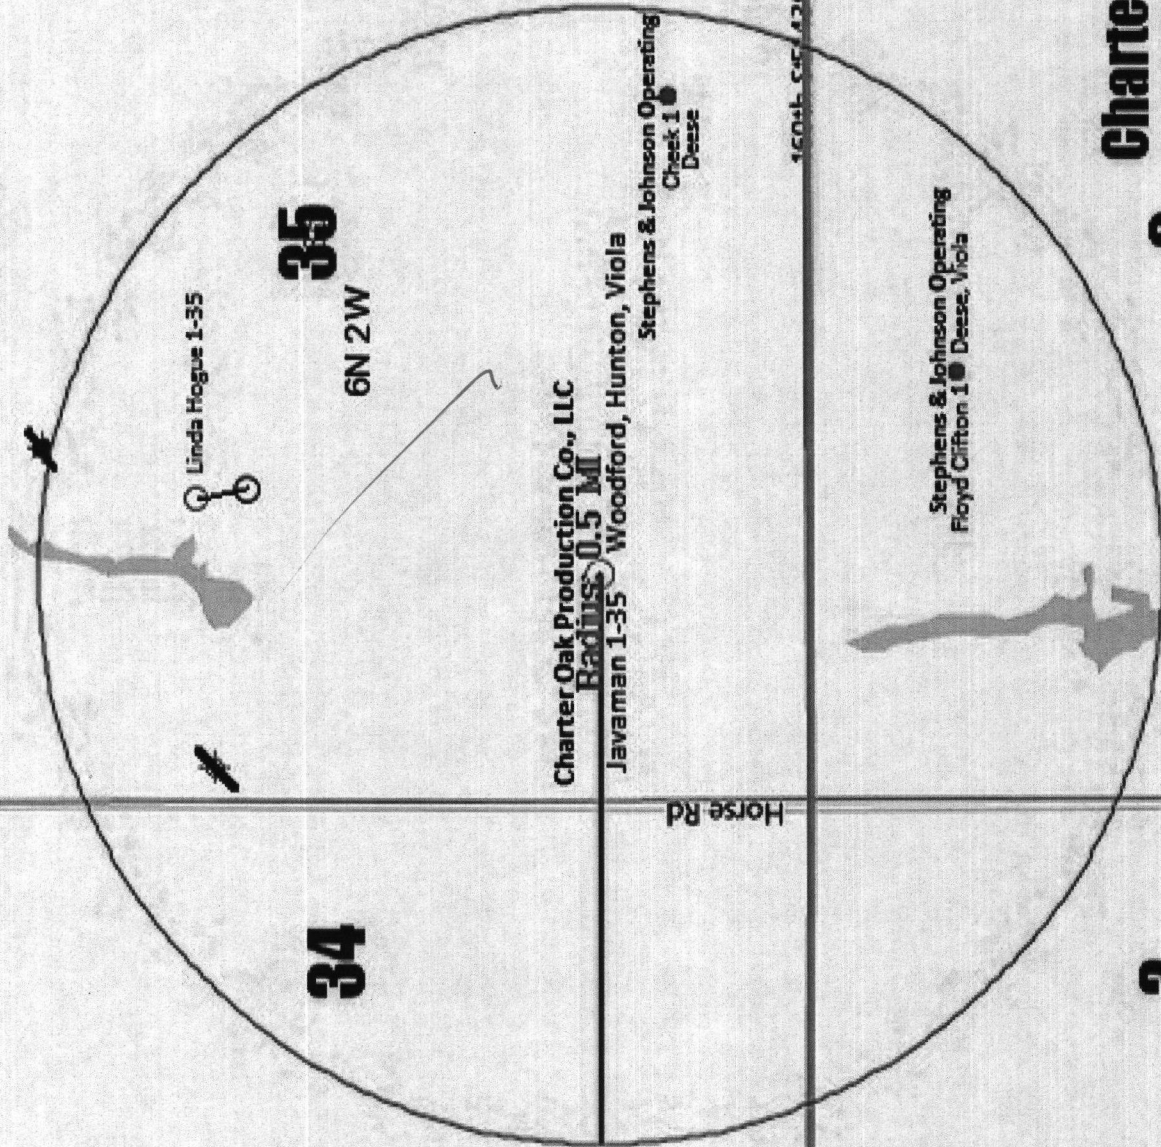 35
6N 2W
Linda Hogue 1-35
34
Charter Oak Production Co., LLC
Radius: 0.5 MI
Javaman 1-35
Woodford, Hunton, Viola
Stephens & Johnson Operating
Cheek 1
Deese
Horse Rd
160th
Stephens & Johnson Operating
Floyd Clifton 1 Deese, Viola
Charte